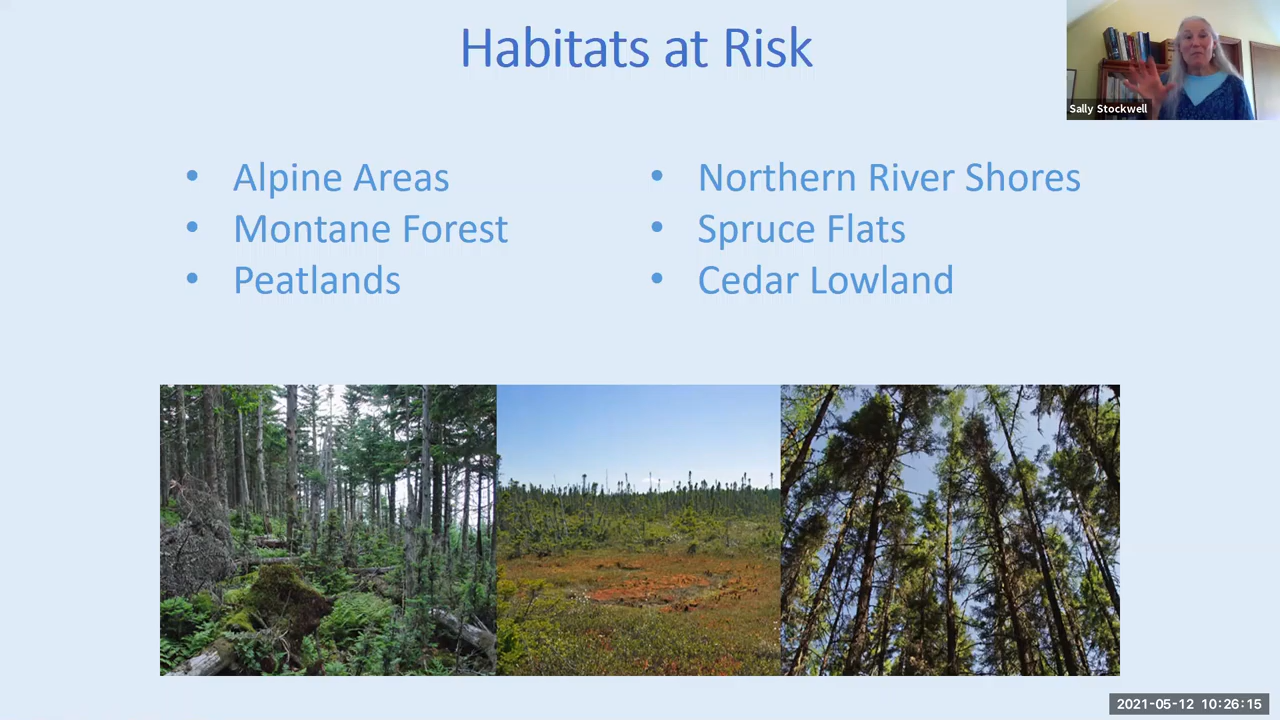 Habitats at Risk
Sally Stockwell
• Alpine Areas
• Montane Forest
• Peatlands
• Northern River Shores
• Spruce Flats
• Cedar Lowland
2021-05-12 10:26:15